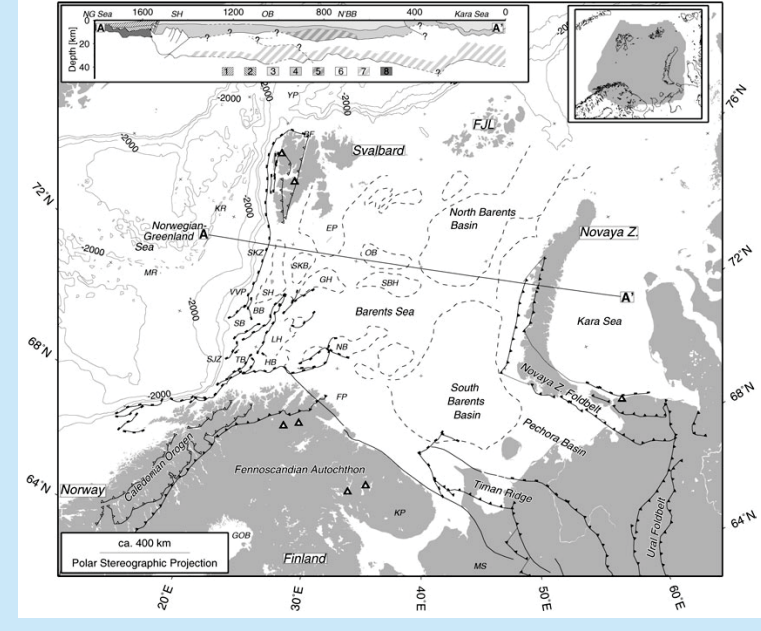 NG Sea 1600 SH 1200 OB 800 N'BB 400 Kara Sea 0
A A'
0
20
40
Depth [km]
? ? ? ? ? ?
1 2 3 4 5 6 7 8
-2000
-2000
YP
-2000
-2000
76°N
FJL
Svalbard
72°N
-2000
KR
North Barents
Basin
Novaya Z.
Norwegian-
Greenland
Sea
A
EP
-2000
SKZ
OB
72°N
MR
SKB
GH
SBH
VVP
SH
A'
-2000
BB
Barents Sea
Kara Sea
SB
LH
68°N
NB
SJZ
TB
HB
-2000
FP
South
Barents
Basin
Novaya Z. Foldbelt
68°N
Pechora Basin
Caledonian Orogen
Fennoscandian Autochthon
64°N
Norway
Timan Ridge
Ural Foldbelt
KP
64°N
GOB
ca. 400 km
Polar Stereographic Projection
Finland
MS
20°E
30°E
40°E
50°E
60°E